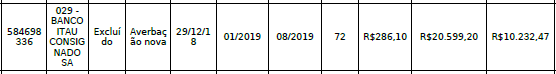 584698
336
029 -
BANCO
ITAU
CONSIG
NADO
SA
Excluí
do
Averbaç
ão nova
29/12/1
8
01/2019
08/2019
72
R$286,10
R$20.599,20
R$10.232,47